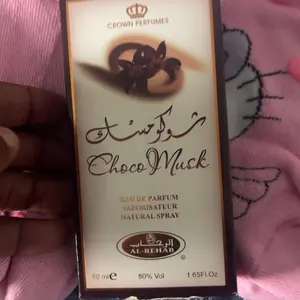 CROWN PERFUMES
شوكو مسك
Choco Musk
EAU DE PARFUM
VAPORISATEUR
NATURAL SPRAY
الرحاب
AL-REHAB
50 ml e 80% Vol 1.65Fl.Oz